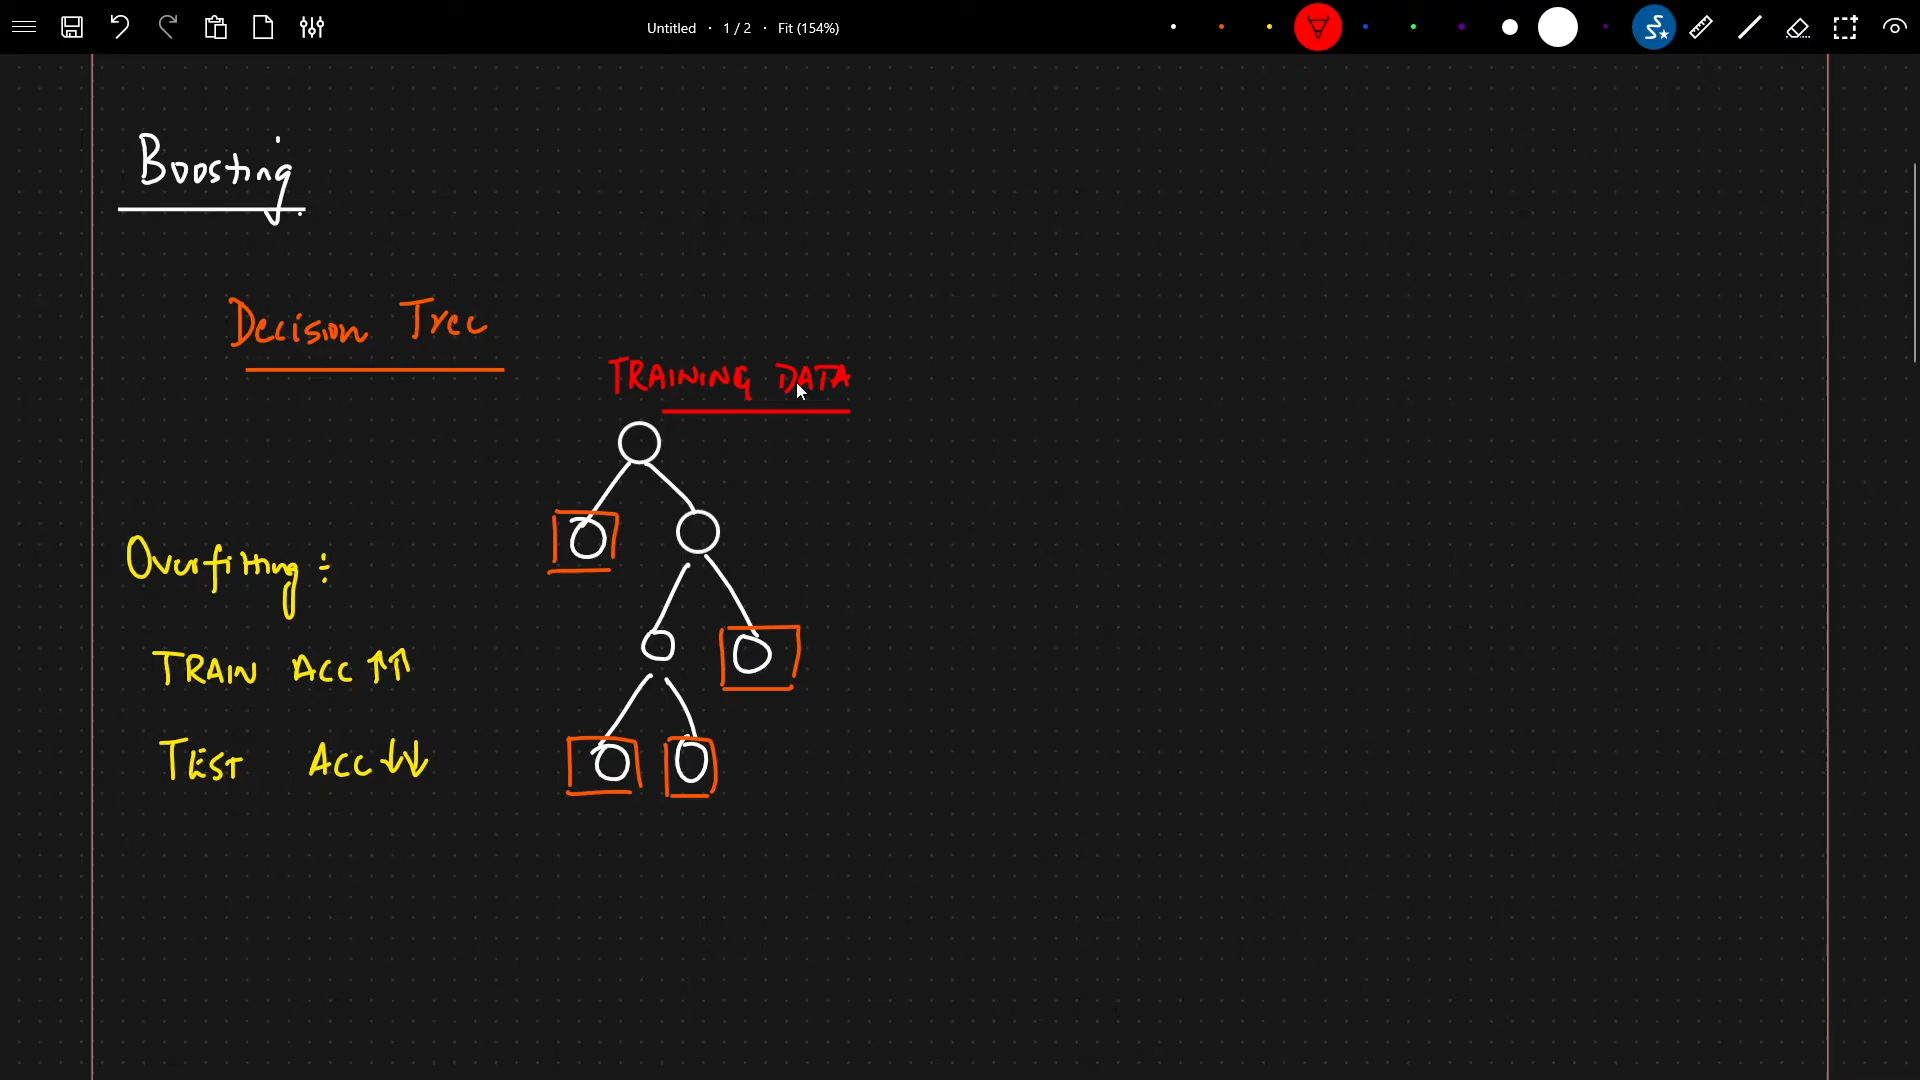 Untitled · 1 / 2 · Fit (154%)
Boosting
Decision Tree
TRAINING DATA
Overfitting :
TRAIN ACC ↑↑
TEST ACC ↓↓